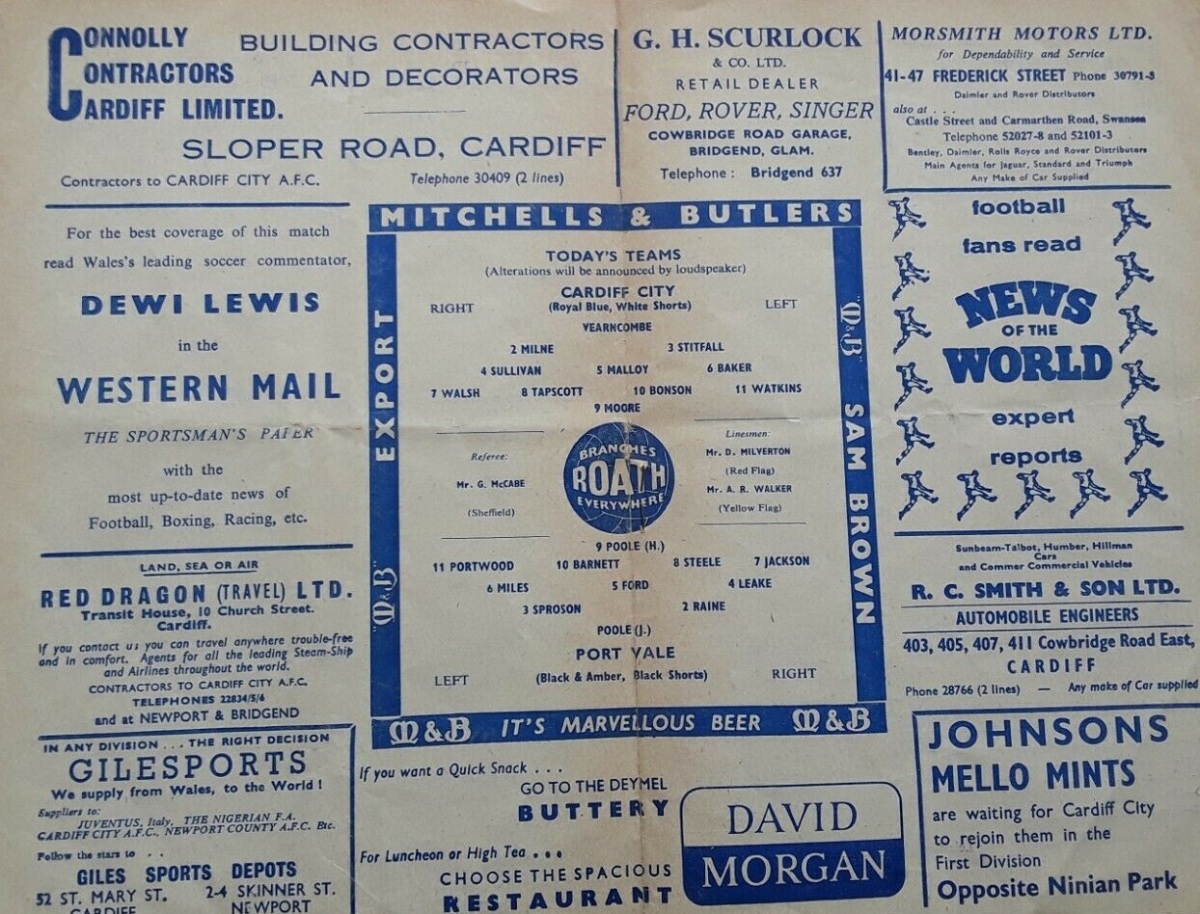 CONNOLLY
CONTRACTORS
CARDIFF LIMITED.
BUILDING CONTRACTORS
AND DECORATORS
SLOPER ROAD, CARDIFF
Contractors to CARDIFF CITY A.F.C.
Telephone 30409 (2 lines)
G. H. SCURLOCK
& CO. LTD.
RETAIL DEALER
FORD, ROVER, SINGER
COWBRIDGE ROAD GARAGE,
BRIDGEND, GLAM.
Telephone : Bridgend 637
MORSMITH MOTORS LTD.
for Dependability and Service
41-47 FREDERICK STREET Phone 30791-3
Daimler and Rover Distributors
also at . . .
Castle Street and Carmarthen Road, Swansea
Telephone 52027-8 and 52101-3
Bentley, Daimler, Rolls Royce and Rover Distributors
Main Agents for Jaguar, Standard and Triumph
Any Make of Car Supplied
For the best coverage of this match
read Wales's leading soccer commentator,
DEWI LEWIS
in the
WESTERN MAIL
THE SPORTSMAN'S PAPER
with the
most up-to-date news of
Football, Boxing, Racing, etc.
LAND, SEA OR AIR
RED DRAGON (TRAVEL) LTD.
Transit House, 10 Church Street.
Cardiff.
If you contact us you can travel anywhere trouble-free
and in comfort. Agents for all the leading Steam-Ship
and Airlines throughout the world.
CONTRACTORS TO CARDIFF CITY A.F.C.
TELEPHONES 22834/5/6
and at NEWPORT & BRIDGEND
IN ANY DIVISION . . . THE RIGHT DECISION
GILESPORTS
We supply from Wales, to the World !
Suppliers to:
JUVENTUS, Italy, THE NIGERIAN F.A.
CARDIFF CITY A.F.C., NEWPORT COUNTY A.F.C. Etc.
Follow the stars to . .
GILES SPORTS DEPOTS
52 ST. MARY ST. 2-4 SKINNER ST.
CARDIFF NEWPORT
MITCHELLS & BUTLERS
EXPORT
"M&B"
"M&B"
SAM BROWN
TODAY'S TEAMS
(Alterations will be announced by loudspeaker)
CARDIFF CITY
RIGHT (Royal Blue, White Shorts) LEFT
VEARNCOMBE
2 MILNE 3 STITFALL
4 SULLIVAN 5 MALLOY 6 BAKER
7 WALSH 8 TAPSCOTT 10 BONSON 11 WATKINS
9 MOORE
Referee:
Mr. G. McCABE
(Sheffield)
BRANCHES
ROATH
EVERYWHERE
Linesmen:
Mr. D. MILVERTON
(Red Flag)
Mr. A. R. WALKER
(Yellow Flag)
9 POOLE (H.)
11 PORTWOOD 10 BARNETT 8 STEELE 7 JACKSON
6 MILES 5 FORD 4 LEAKE
3 SPROSON 2 RAINE
POOLE (J.)
PORT VALE
LEFT (Black & Amber, Black Shorts) RIGHT
M&B IT'S MARVELLOUS BEER M&B
If you want a Quick Snack . . .
GO TO THE DEYMEL
BUTTERY
For Luncheon or High Tea . . .
CHOOSE THE SPACIOUS
RESTAURANT
DAVID
MORGAN
football
fans read
NEWS
OF THE
WORLD
expert
reports
Sunbeam-Talbot, Humber, Hillman
Cars
and Commer Commercial Vehicles
R. C. SMITH & SON LTD.
AUTOMOBILE ENGINEERS
403, 405, 407, 411 Cowbridge Road East,
CARDIFF
Phone 28766 (2 lines) — Any make of Car supplied
JOHNSONS
MELLO MINTS
are waiting for Cardiff City
to rejoin them in the
First Division
Opposite Ninian Park